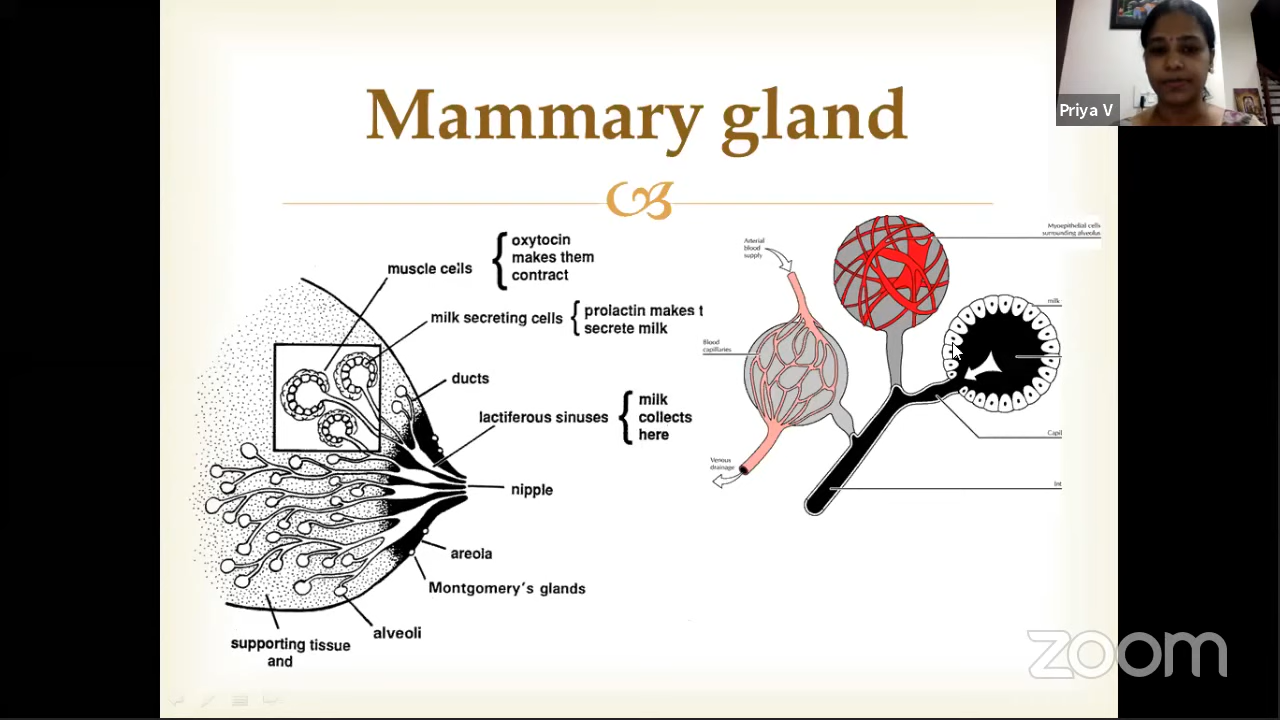 Priya V
Mammary gland
oxytocin
makes them
contract
muscle cells
milk secreting cells
prolactin makes t
secrete milk
ducts
lactiferous sinuses
milk
collects
here
nipple
areola
Montgomery's glands
alveoli
supporting tissue
and
Arterial
blood
supply
Myoepithelial cells
surrounding alveolus
milk
Blood
capillaries
Capil
Venous
drainage
Int
zoom